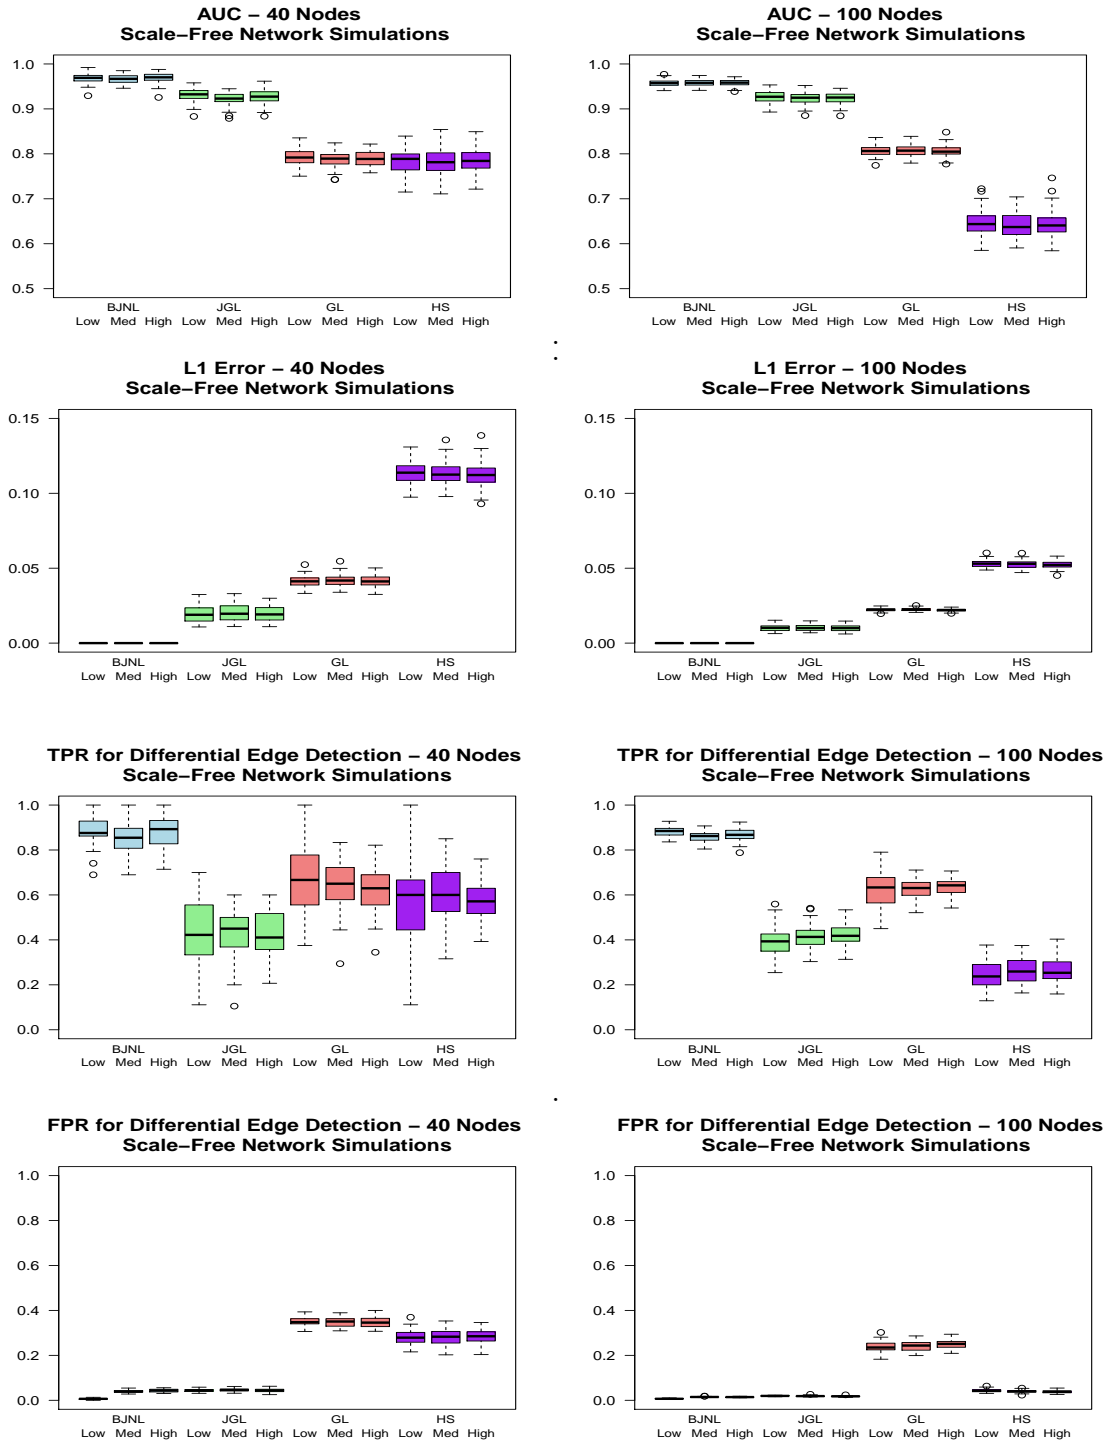 AUC – 40 Nodes
Scale–Free Network Simulations
1.0
0.9
0.8
0.7
0.6
0.5
BJNL JGL GL HS
Low Med High Low Med High Low Med High Low Med High
AUC – 100 Nodes
Scale–Free Network Simulations
1.0
0.9
0.8
0.7
0.6
0.5
BJNL JGL GL HS
Low Med High Low Med High Low Med High Low Med High
L1 Error – 40 Nodes
Scale–Free Network Simulations
0.15
0.10
0.05
0.00
BJNL JGL GL HS
Low Med High Low Med High Low Med High Low Med High
L1 Error – 100 Nodes
Scale–Free Network Simulations
0.15
0.10
0.05
0.00
BJNL JGL GL HS
Low Med High Low Med High Low Med High Low Med High
TPR for Differential Edge Detection – 40 Nodes
Scale–Free Network Simulations
1.0
0.8
0.6
0.4
0.2
0.0
BJNL JGL GL HS
Low Med High Low Med High Low Med High Low Med High
TPR for Differential Edge Detection – 100 Nodes
Scale–Free Network Simulations
1.0
0.8
0.6
0.4
0.2
0.0
BJNL JGL GL HS
Low Med High Low Med High Low Med High Low Med High
FPR for Differential Edge Detection – 40 Nodes
Scale–Free Network Simulations
1.0
0.8
0.6
0.4
0.2
0.0
BJNL JGL GL HS
Low Med High Low Med High Low Med High Low Med High
FPR for Differential Edge Detection – 100 Nodes
Scale–Free Network Simulations
1.0
0.8
0.6
0.4
0.2
0.0
BJNL JGL GL HS
Low Med High Low Med High Low Med High Low Med High